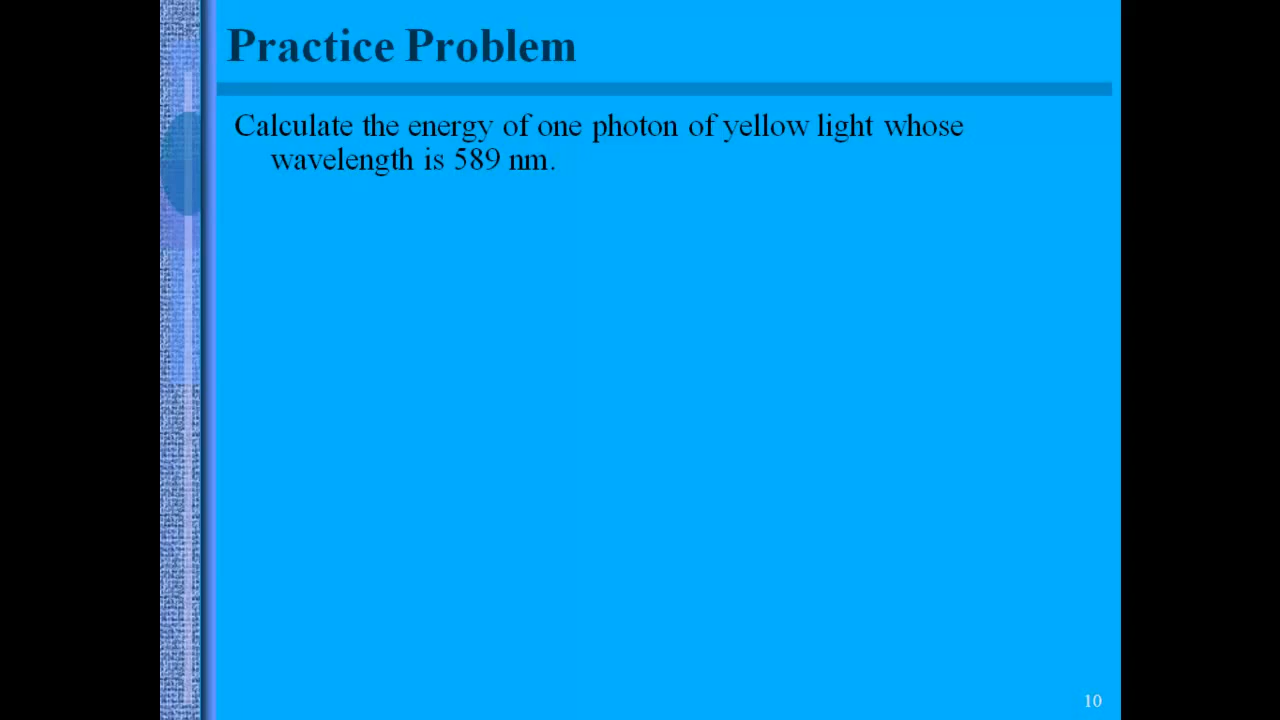 Practice Problem
Calculate the energy of one photon of yellow light whose
wavelength is 589 nm.
10